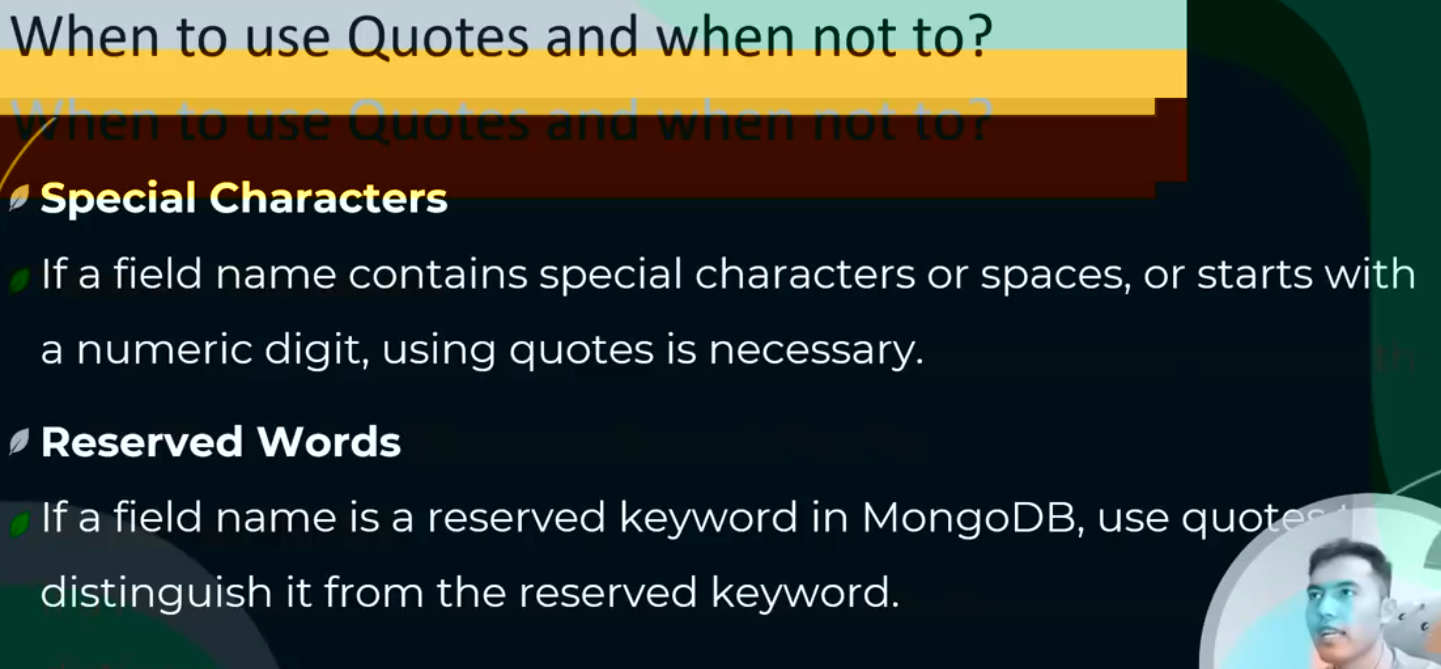 When to use Quotes and when not to?
When to use Quotes and when not to?
Special Characters
If a field name contains special characters or spaces, or starts with
a numeric digit, using quotes is necessary.
th
Reserved Words
If a field name is a reserved keyword in MongoDB, use quotes
distinguish it from the reserved keyword.